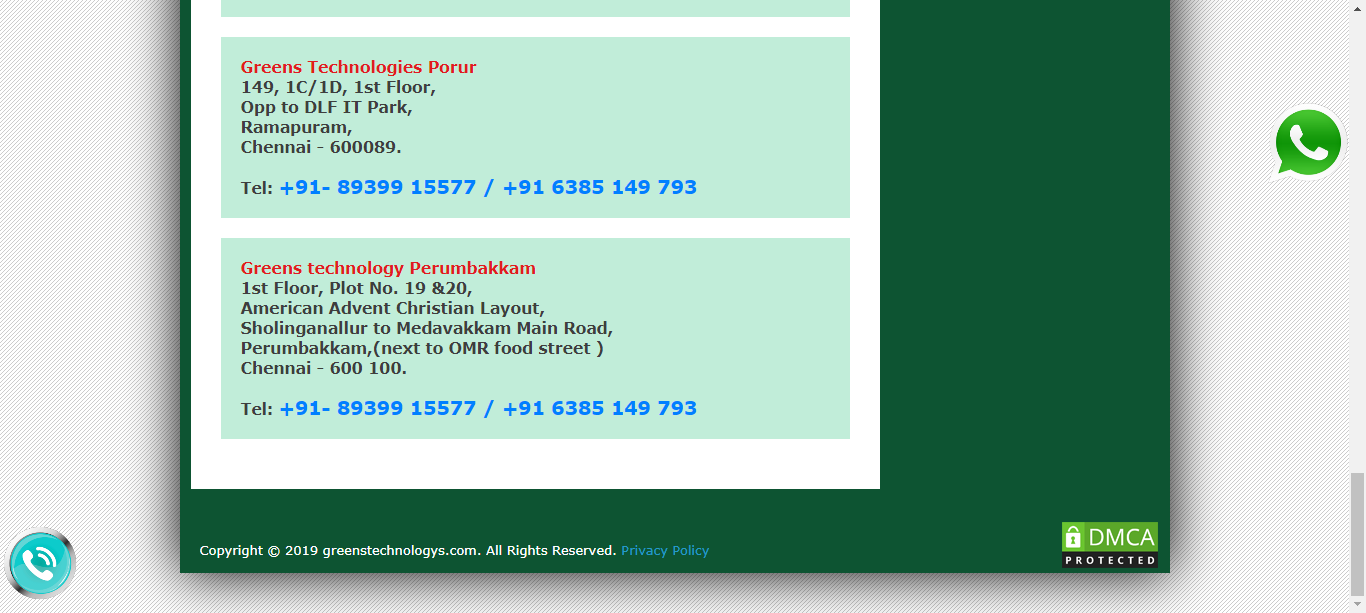 Greens Technologies Porur
149, 1C/1D, 1st Floor,
Opp to DLF IT Park,
Ramapuram,
Chennai - 600089.
Tel: +91- 89399 15577 / +91 6385 149 793
Greens technology Perumbakkam
1st Floor, Plot No. 19 &20,
American Advent Christian Layout,
Sholinganallur to Medavakkam Main Road,
Perumbakkam,(next to OMR food street )
Chennai - 600 100.
Tel: +91- 89399 15577 / +91 6385 149 793
Copyright © 2019 greenstechnologys.com. All Rights Reserved. Privacy Policy
DMCA
PROTECTED